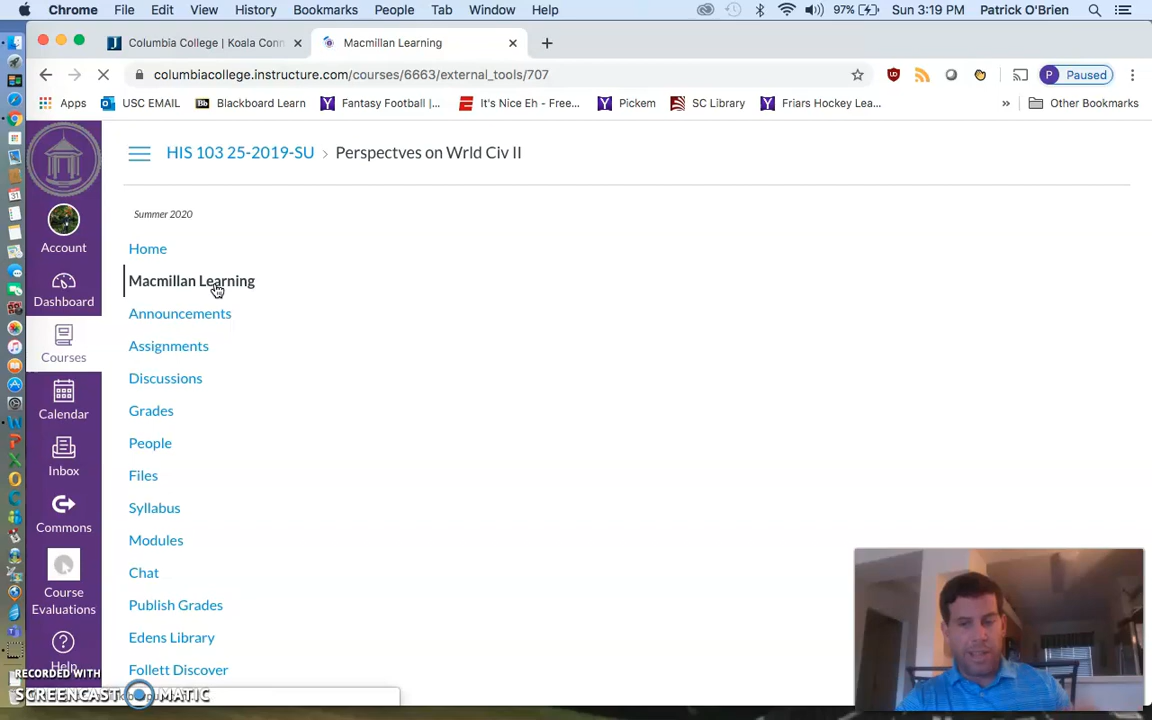 Chrome File Edit View History Bookmarks People Tab Window Help 97% Sun 3:19 PM Patrick O'Brien
Columbia College | Koala Conn
Macmillan Learning
columbiacollege.instructure.com/courses/6663/external_tools/707
P Paused
Apps USC EMAIL Bb Blackboard Learn Fantasy Football |... It's Nice Eh - Free... Pickem SC Library Friars Hockey Lea... » Other Bookmarks
HIS 103 25-2019-SU › Perspectves on Wrld Civ II
Summer 2020
Home
Macmillan Learning
Announcements
Assignments
Discussions
Grades
People
Files
Syllabus
Modules
Chat
Publish Grades
Edens Library
Follett Discover
Account
Dashboard
Courses
Calendar
Inbox
Commons
Course
Evaluations
Help
RECORDED WITH
SCREENCAST MATIC